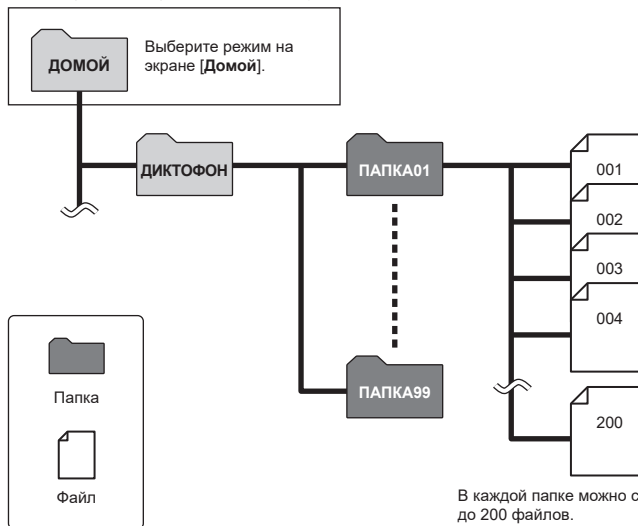 ДОМОЙ
Выберите режим на
экране [Домой].
ДИКТОФОН
ПАПКА01
001
002
003
004
ПАПКА99
200
Папка
Файл
В каждой папке можно с
до 200 файлов.